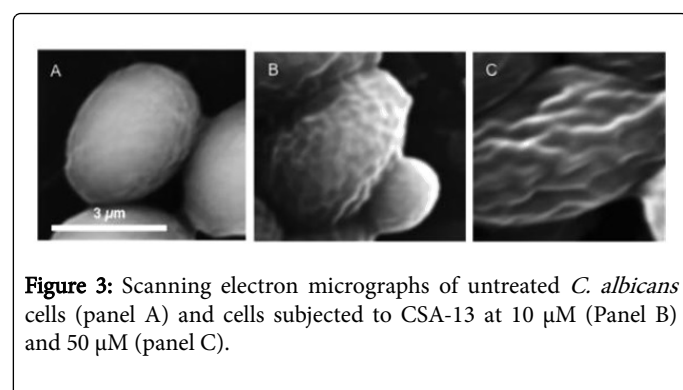 A
B
C
3 µm
Figure 3: Scanning electron micrographs of untreated C. albicans
cells (panel A) and cells subjected to CSA-13 at 10 µM (Panel B)
and 50 µM (panel C).